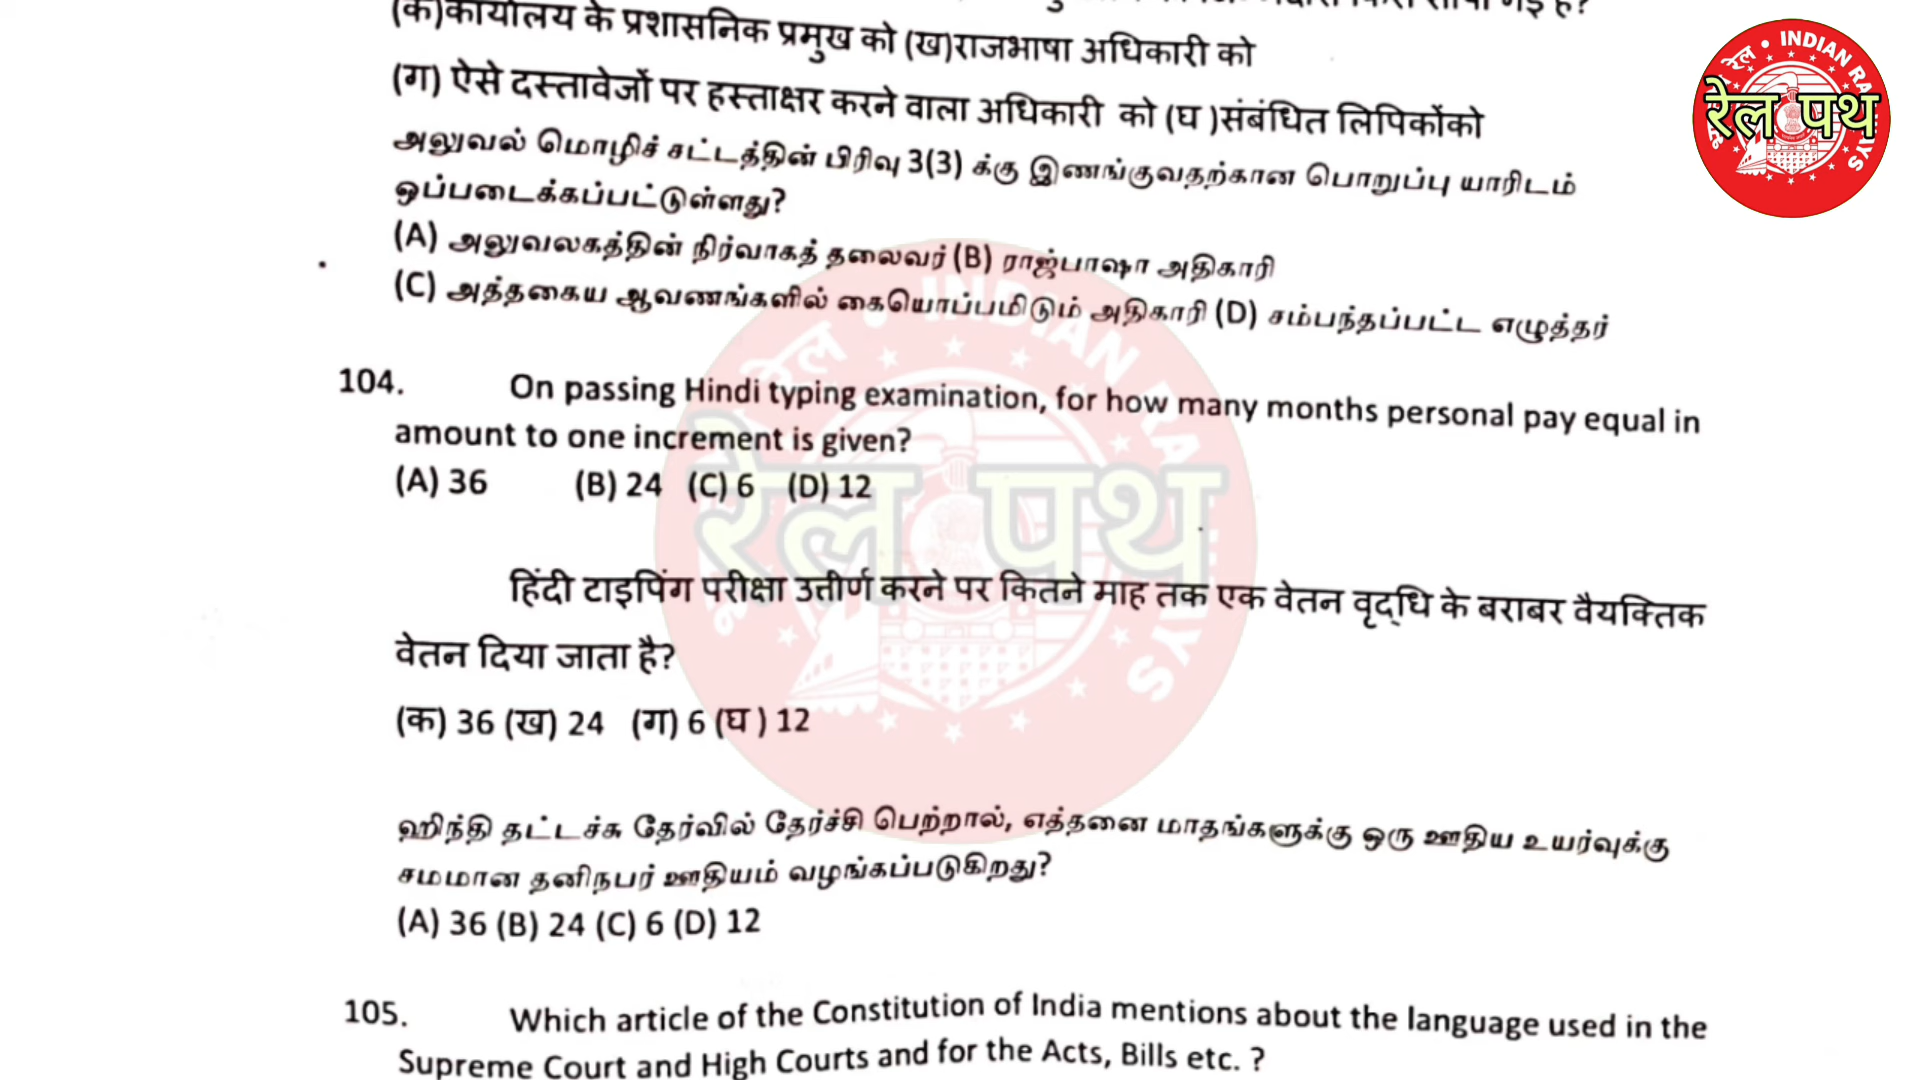 (क)कार्यालय के प्रशासनिक प्रमुख को (ख)राजभाषा अधिकारी को
(ग) ऐसे दस्तावेजों पर हस्ताक्षर करने वाला अधिकारी को (घ )संबंधित लिपिकोंको
அலுவல் மொழிச் சட்டத்தின் பிரிவு 3(3) க்கு இணங்குவதற்கான பொறுப்பு யாரிடம்
ஒப்படைக்கப்பட்டுள்ளது?
(A) அலுவலகத்தின் நிர்வாகத் தலைவர் (B) ராஜ்பாஷா அதிகாரி
(C) அத்தகைய ஆவணங்களில் கையொப்பமிடும் அதிகாரி (D) சம்பந்தப்பட்ட எழுத்தர்
104. On passing Hindi typing examination, for how many months personal pay equal in
amount to one increment is given?
(A) 36 (B) 24 (C) 6 (D) 12
हिंदी टाइपिंग परीक्षा उत्तीर्ण करने पर कितने माह तक एक वेतन वृद्धि के बराबर वैयक्तिक
वेतन दिया जाता है?
(क) 36 (ख) 24 (ग) 6 (घ ) 12
ஹிந்தி தட்டச்சு தேர்வில் தேர்ச்சி பெற்றால், எத்தனை மாதங்களுக்கு ஒரு ஊதிய உயர்வுக்கு
சமமான தனிநபர் ஊதியம் வழங்கப்படுகிறது?
(A) 36 (B) 24 (C) 6 (D) 12
105. Which article of the Constitution of India mentions about the language used in the
Supreme Court and High Courts and for the Acts, Bills etc. ?
INDIAN RAILWAYS
रेल पथ